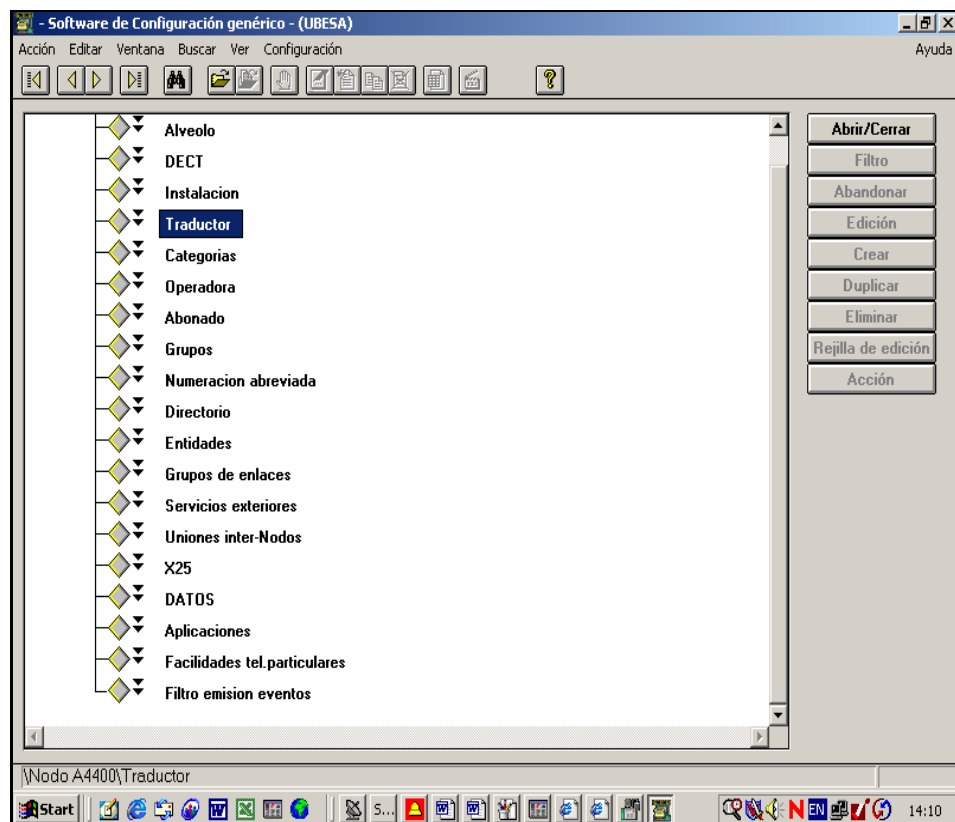 - Software de Configuración genérico - (UBESA)
Acción Editar Ventana Buscar Ver Configuración Ayuda
Alveolo
DECT
Instalacion
Traductor
Categorias
Operadora
Abonado
Grupos
Numeracion abreviada
Directorio
Entidades
Grupos de enlaces
Servicios exteriores
Uniones inter-Nodos
X25
DATOS
Aplicaciones
Facilidades tel.particulares
Filtro emision eventos
Abrir/Cerrar
Filtro
Abandonar
Edición
Crear
Duplicar
Eliminar
Rejilla de edición
Acción
\Nodo A4400\Traductor
Start S... EN 14:10